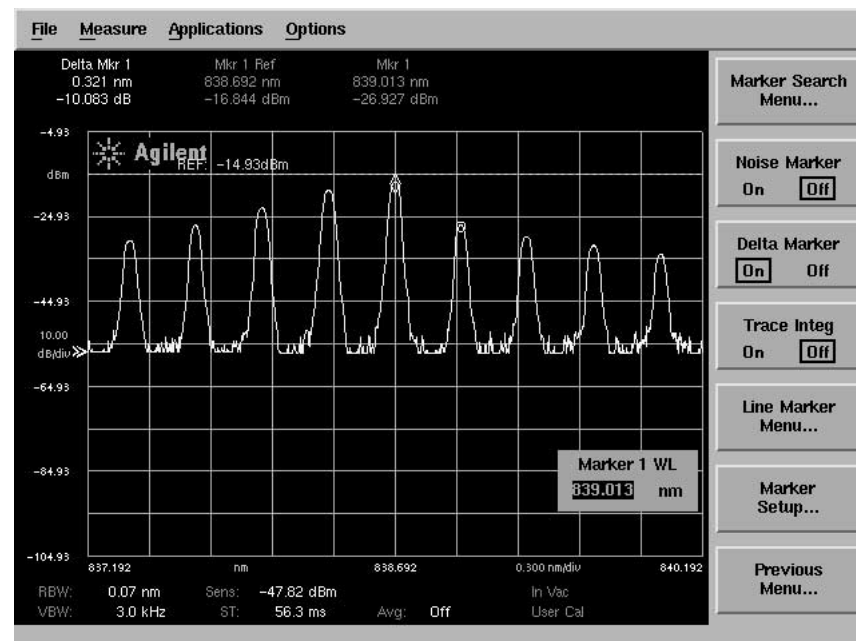 File Measure Applications Options
Delta Mkr 1 Mkr 1 Ref Mkr 1
0.321 nm 838.692 nm 839.013 nm
-10.083 dB -16.844 dBm -26.927 dBm
-4.93
Agilent
REF: -14.93dBm
dBm
-24.93
-44.93
10.00
dB/div
-64.93
-84.93
-104.93
Marker 1 WL
839.013 nm
837.192 nm 838.692 0.300 nm/div 840.192
RBW: 0.07 nm Sens: -47.82 dBm In Vac
VBW: 3.0 kHz ST: 56.3 ms Avg: Off User Cal
Marker Search
Menu...
Noise Marker
On Off
Delta Marker
On Off
Trace Integ
On Off
Line Marker
Menu...
Marker
Setup...
Previous
Menu...